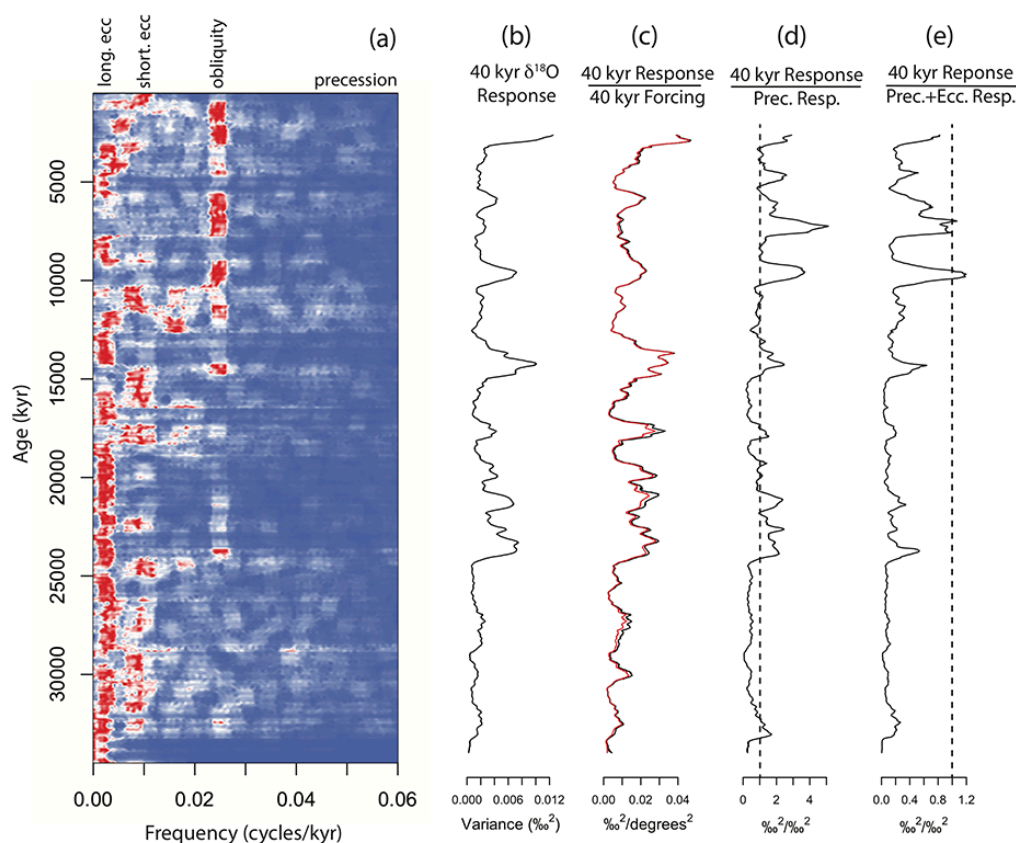 long. ecc
short. ecc
obliquity
precession
(a)
(b)
(c)
(d)
(e)
40 kyr δ¹⁸O
Response
40 kyr Response
40 kyr Forcing
40 kyr Response
Prec. Resp.
40 kyr Reponse
Prec.+Ecc. Resp.
Age (kyr)
5000
10000
15000
20000
25000
30000
0.00 0.02 0.04 0.06
Frequency (cycles/kyr)
0.000 0.006 0.012
Variance (‰²)
0.00 0.02 0.04
‰²/degrees²
0 2 4
‰²/‰²
0.0 0.4 0.8 1.2
‰²/‰²